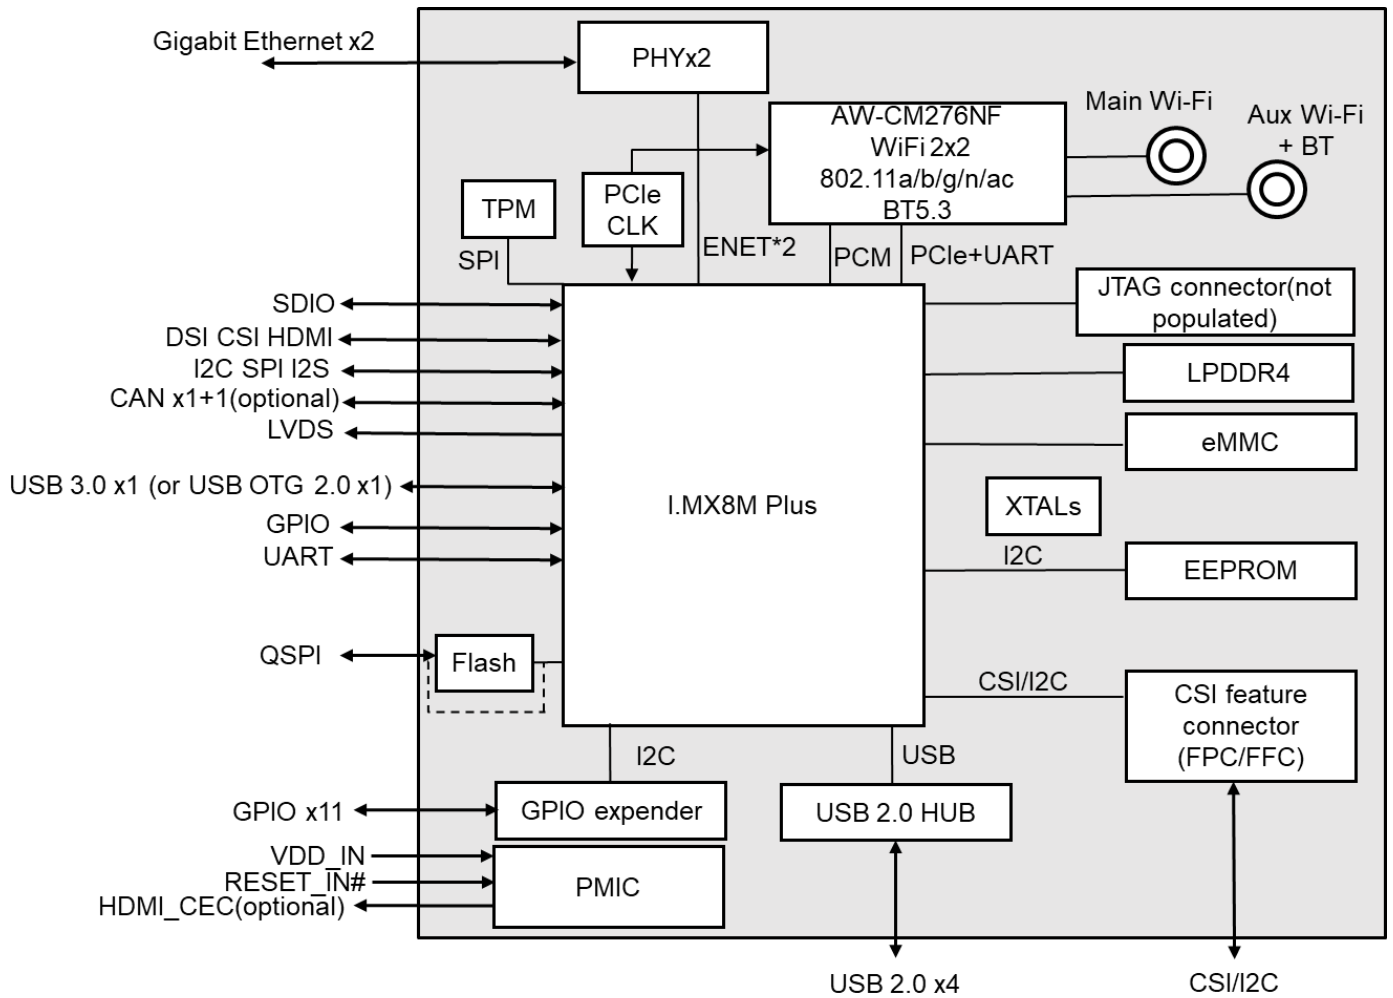 Gigabit Ethernet x2
PHYx2
AW-CM276NF
WiFi 2x2
802.11a/b/g/n/ac
BT5.3
Main Wi-Fi
Aux Wi-Fi
+ BT
TPM
PCIe
CLK
SPI
ENET*2
PCM
PCIe+UART
SDIO
DSI CSI HDMI
I2C SPI I2S
CAN x1+1(optional)
LVDS
USB 3.0 x1 (or USB OTG 2.0 x1)
GPIO
UART
I.MX8M Plus
JTAG connector(not
populated)
LPDDR4
eMMC
XTALs
I2C
EEPROM
QSPI
Flash
CSI/I2C
CSI feature
connector
(FPC/FFC)
I2C
USB
GPIO x11
GPIO expender
USB 2.0 HUB
VDD_IN
RESET_IN#
HDMI_CEC(optional)
PMIC
USB 2.0 x4
CSI/I2C